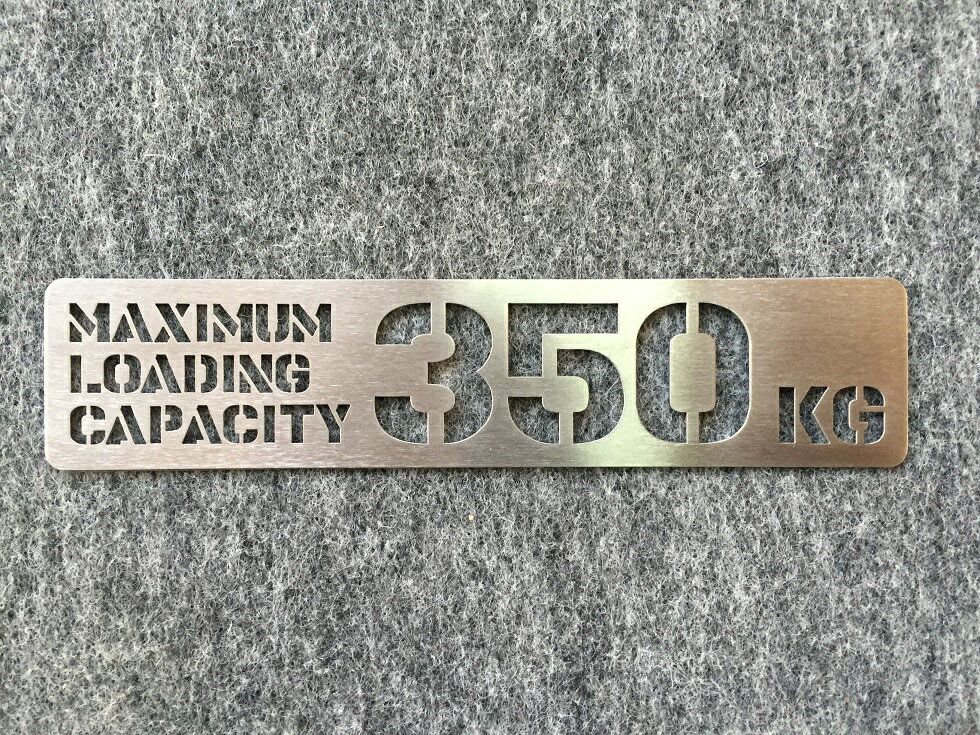 MAXIMUM
LOADING
CAPACITY
350 KG